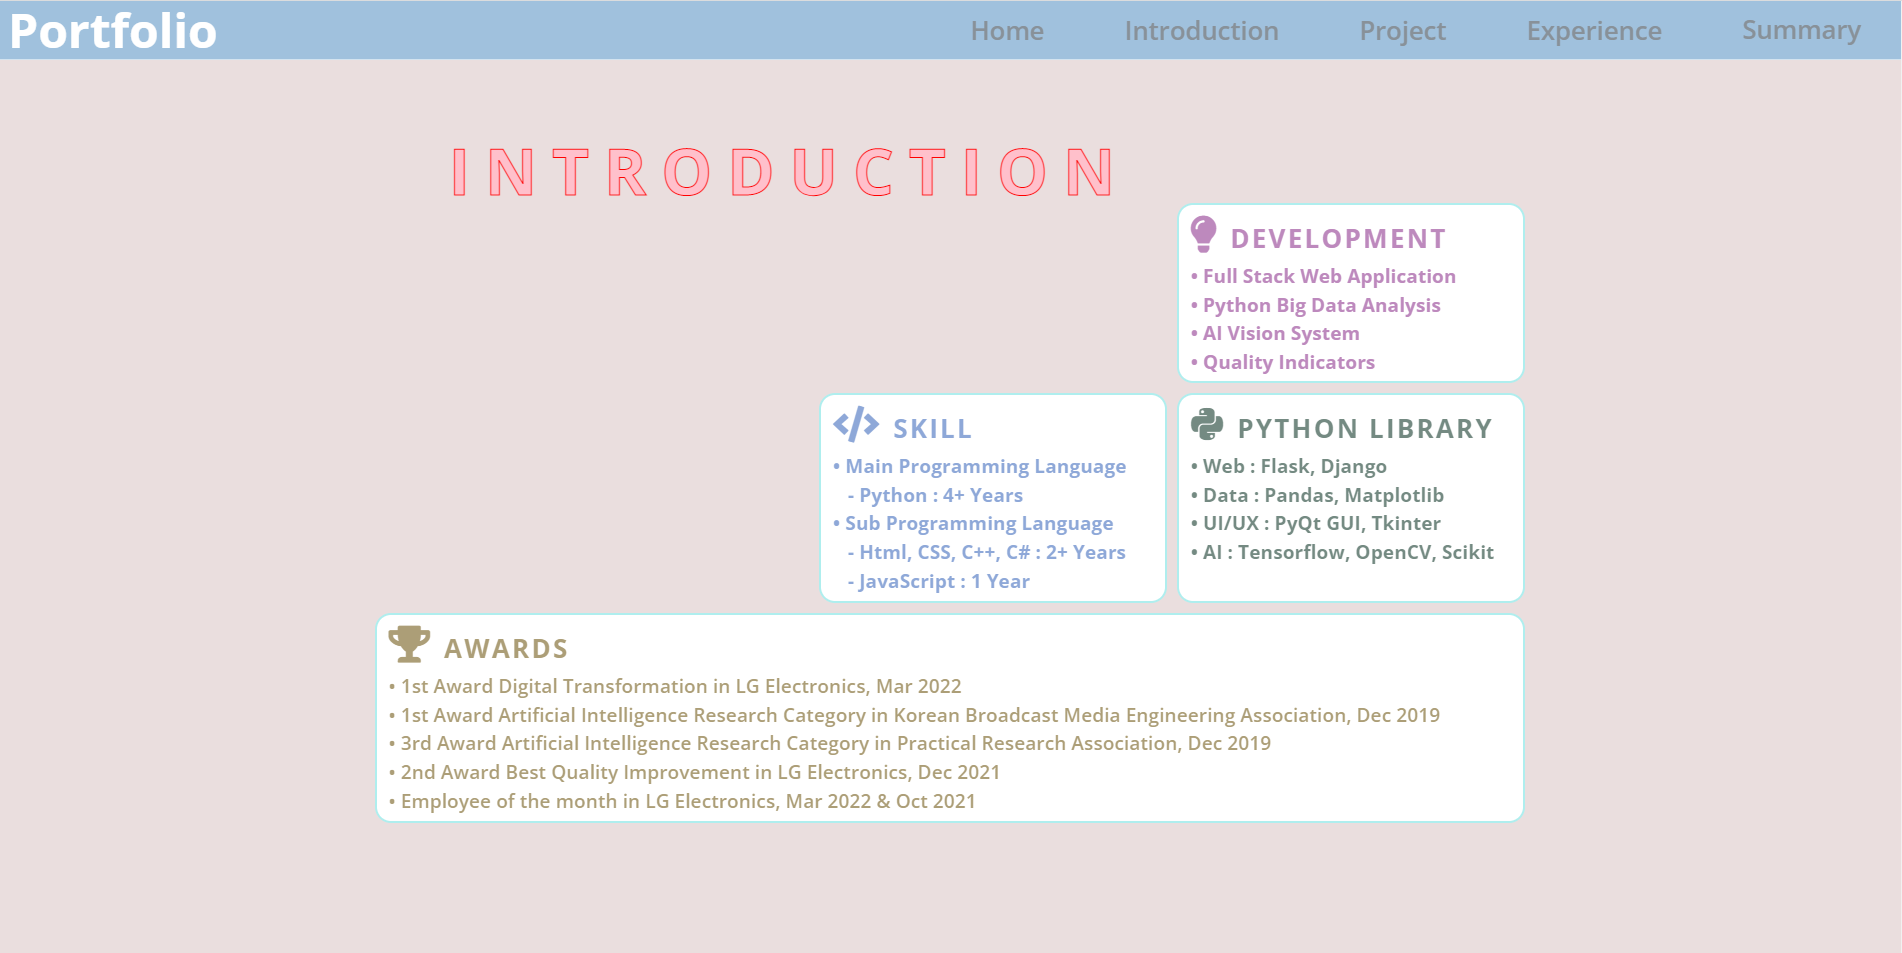 Portfolio
Home Introduction Project Experience Summary
INTRODUCTION
DEVELOPMENT
• Full Stack Web Application
• Python Big Data Analysis
• AI Vision System
• Quality Indicators
SKILL
• Main Programming Language
- Python : 4+ Years
• Sub Programming Language
- Html, CSS, C++, C# : 2+ Years
- JavaScript : 1 Year
PYTHON LIBRARY
• Web : Flask, Django
• Data : Pandas, Matplotlib
• UI/UX : PyQt GUI, Tkinter
• AI : Tensorflow, OpenCV, Scikit
AWARDS
• 1st Award Digital Transformation in LG Electronics, Mar 2022
• 1st Award Artificial Intelligence Research Category in Korean Broadcast Media Engineering Association, Dec 2019
• 3rd Award Artificial Intelligence Research Category in Practical Research Association, Dec 2019
• 2nd Award Best Quality Improvement in LG Electronics, Dec 2021
• Employee of the month in LG Electronics, Mar 2022 & Oct 2021